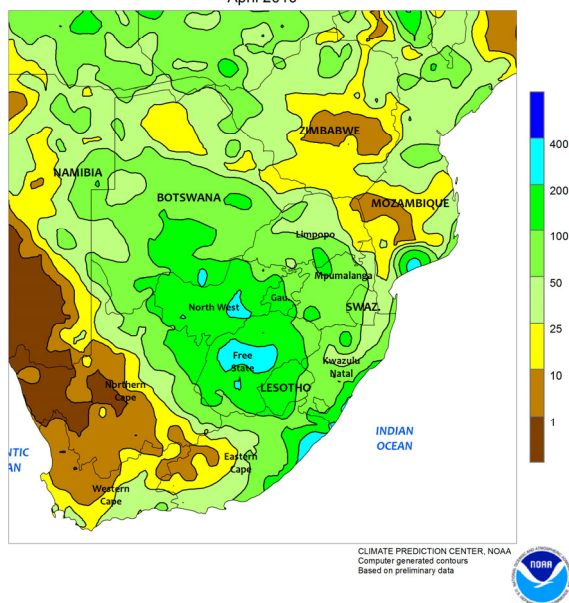 ZIMBABWE
NAMIBIA
BOTSWANA
MOZAMBIQUE
Limpopo
Mpumalanga
North West
Gau.
SWAZ.
Free
State
Kwazulu
Natal
LESOTHO
Northern
Cape
INDIAN
OCEAN
NTIC
AN
Eastern
Cape
Western
Cape
400
200
100
50
25
10
1
CLIMATE PREDICTION CENTER, NOAA
Computer generated contours
Based on preliminary data
NOAA